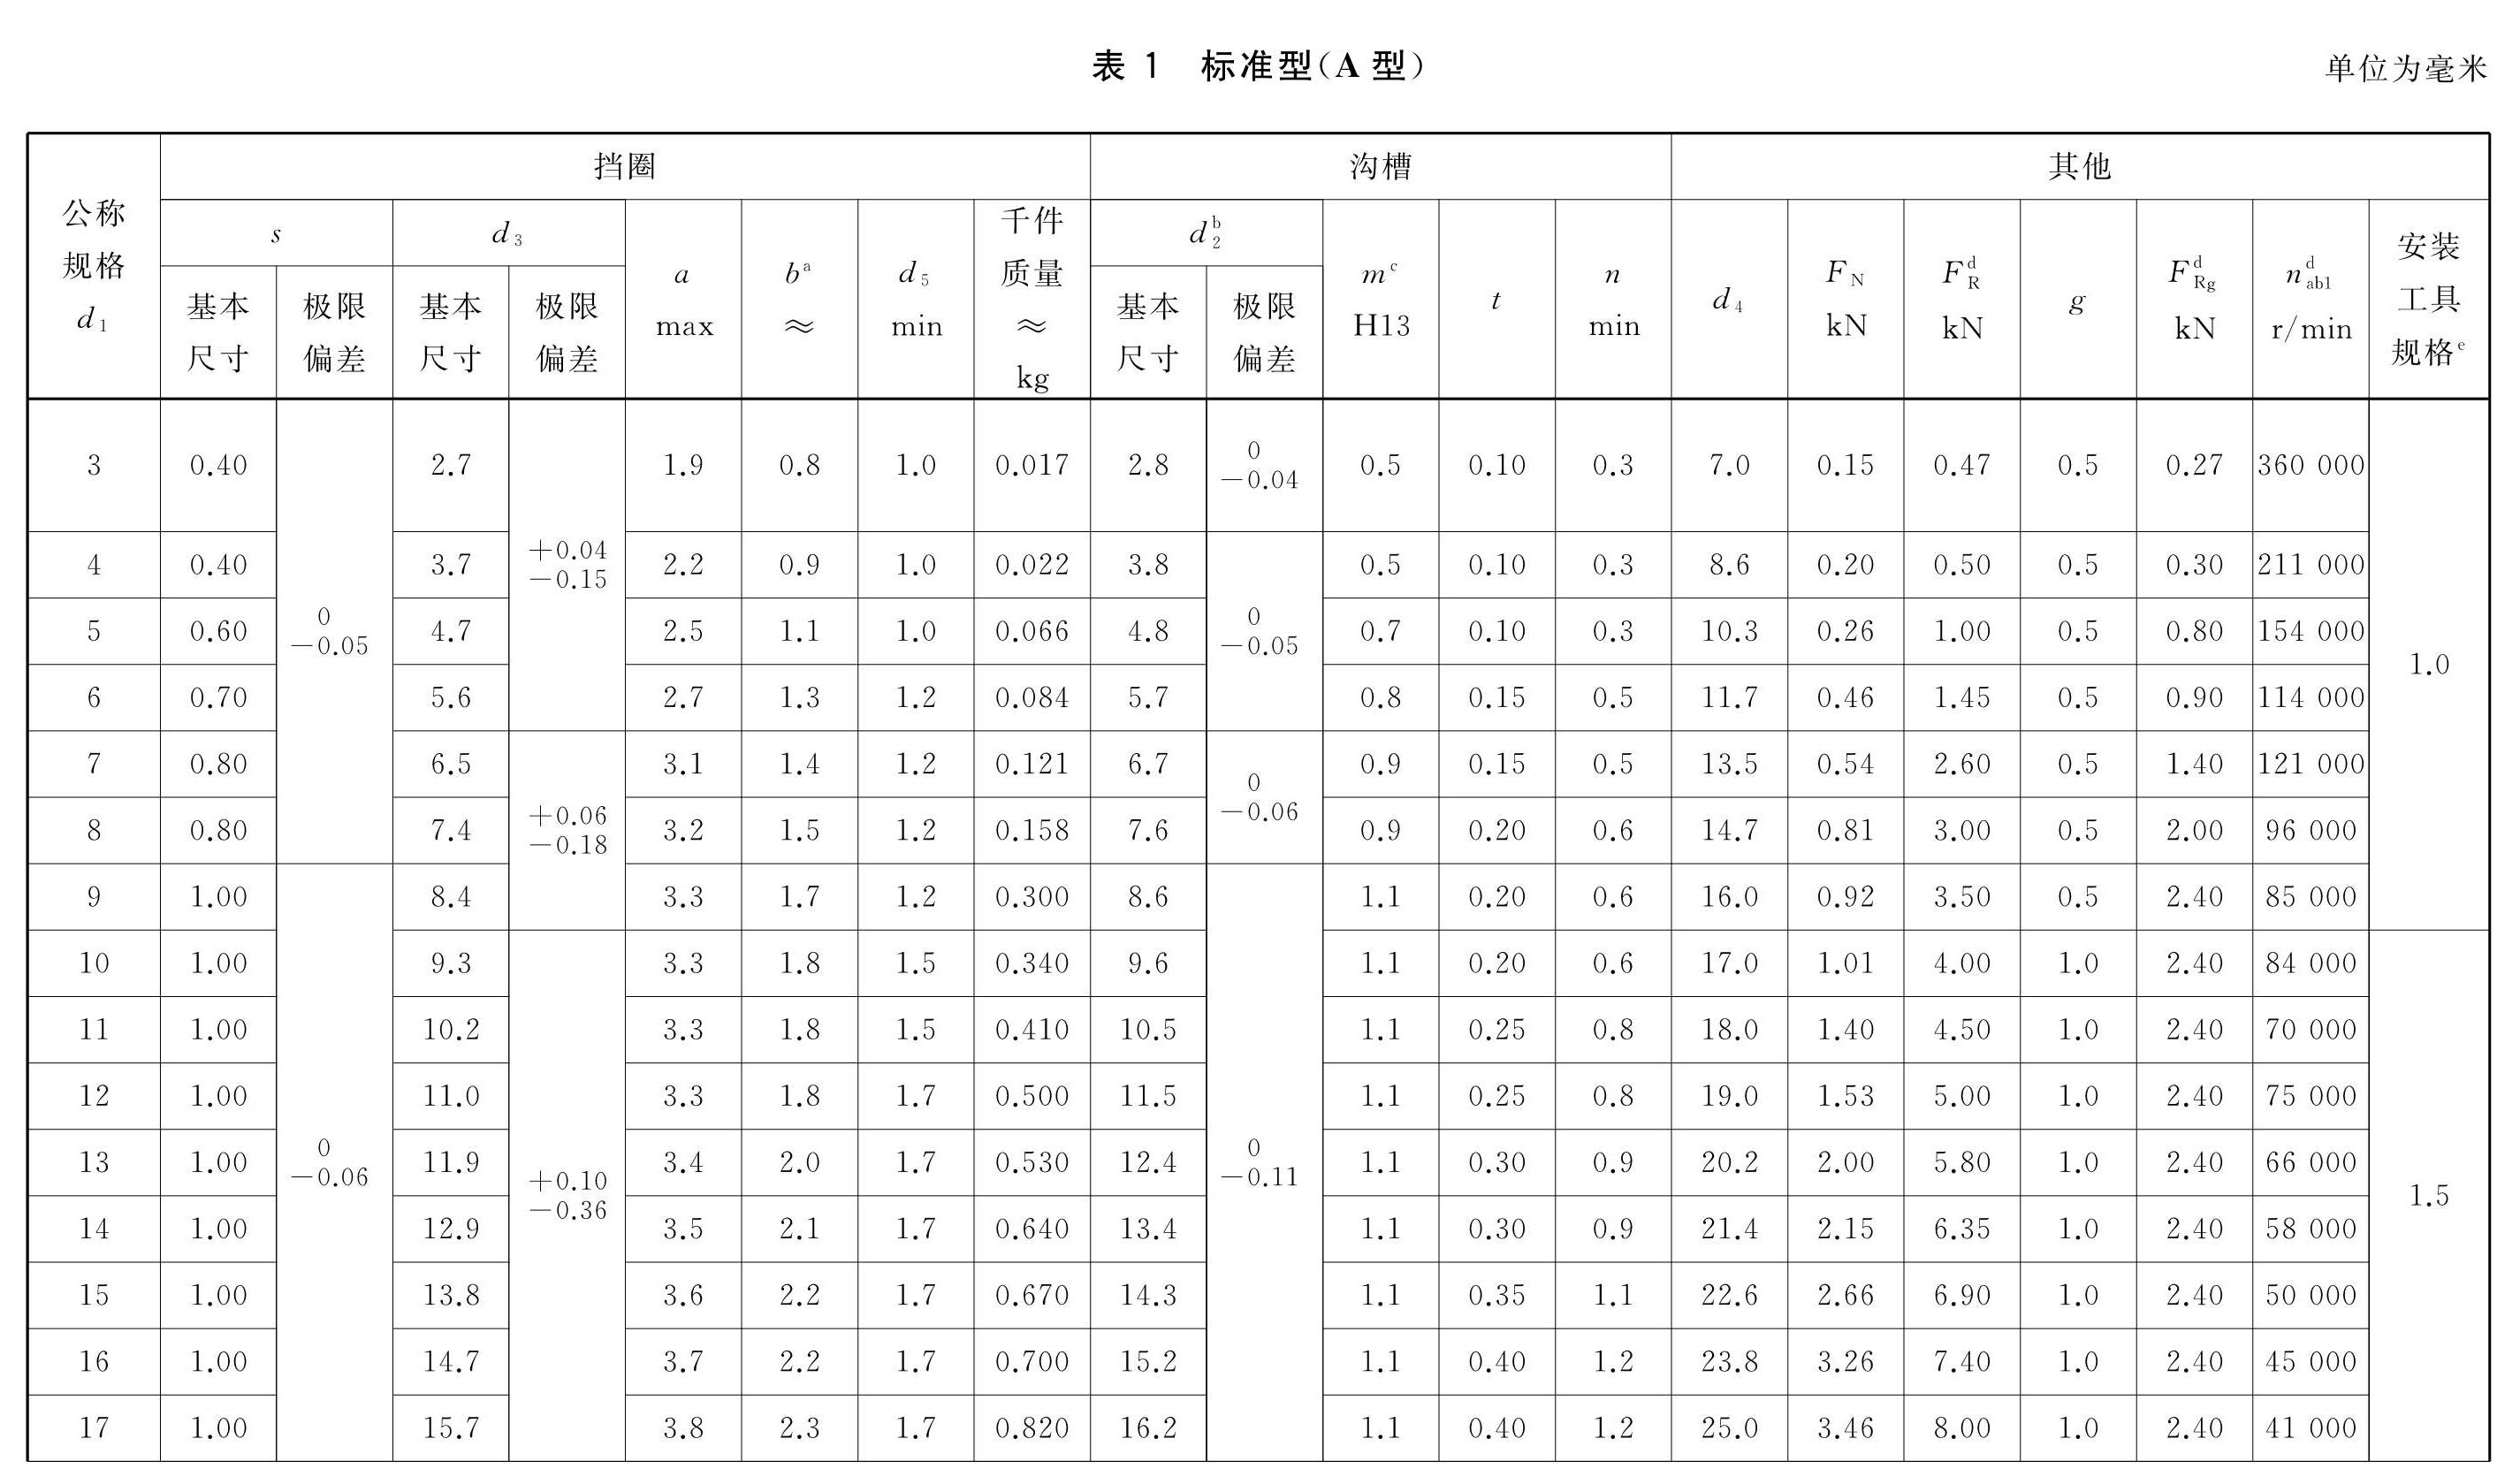 表 1　标准型(A 型)
单位为毫米
公称规格 d1 挡圈 沟槽 其他
s d3 a max bᵃ ≈ d5 min 千件质量 ≈ kg d2ᵇ mᶜ H13 t n min d4 FN kN FRᵈ kN g FRgᵈ kN nab1ᵈ r/min 安装工具规格ᵉ
基本尺寸 极限偏差 基本尺寸 极限偏差 基本尺寸 极限偏差
3 0.40 0 −0.05 2.7 +0.04 −0.15 1.9 0.8 1.0 0.017 2.8 0 −0.04 0.5 0.10 0.3 7.0 0.15 0.47 0.5 0.27 360 000 1.0
4 0.40 3.7 2.2 0.9 1.0 0.022 3.8 0 −0.05 0.5 0.10 0.3 8.6 0.20 0.50 0.5 0.30 211 000
5 0.60 4.7 2.5 1.1 1.0 0.066 4.8 0.7 0.10 0.3 10.3 0.26 1.00 0.5 0.80 154 000
6 0.70 5.6 2.7 1.3 1.2 0.084 5.7 0.8 0.15 0.5 11.7 0.46 1.45 0.5 0.90 114 000
7 0.80 6.5 +0.06 −0.18 3.1 1.4 1.2 0.121 6.7 0 −0.06 0.9 0.15 0.5 13.5 0.54 2.60 0.5 1.40 121 000
8 0.80 7.4 3.2 1.5 1.2 0.158 7.6 0.9 0.20 0.6 14.7 0.81 3.00 0.5 2.00 96 000
9 1.00 0 −0.06 8.4 3.3 1.7 1.2 0.300 8.6 0 −0.11 1.1 0.20 0.6 16.0 0.92 3.50 0.5 2.40 85 000
10 1.00 9.3 +0.10 −0.36 3.3 1.8 1.5 0.340 9.6 1.1 0.20 0.6 17.0 1.01 4.00 1.0 2.40 84 000 1.5
11 1.00 10.2 3.3 1.8 1.5 0.410 10.5 1.1 0.25 0.8 18.0 1.40 4.50 1.0 2.40 70 000
12 1.00 11.0 3.3 1.8 1.7 0.500 11.5 1.1 0.25 0.8 19.0 1.53 5.00 1.0 2.40 75 000
13 1.00 11.9 3.4 2.0 1.7 0.530 12.4 1.1 0.30 0.9 20.2 2.00 5.80 1.0 2.40 66 000
14 1.00 12.9 3.5 2.1 1.7 0.640 13.4 1.1 0.30 0.9 21.4 2.15 6.35 1.0 2.40 58 000
15 1.00 13.8 3.6 2.2 1.7 0.670 14.3 1.1 0.35 1.1 22.6 2.66 6.90 1.0 2.40 50 000
16 1.00 14.7 3.7 2.2 1.7 0.700 15.2 1.1 0.40 1.2 23.8 3.26 7.40 1.0 2.40 45 000
17 1.00 15.7 3.8 2.3 1.7 0.820 16.2 1.1 0.40 1.2 25.0 3.46 8.00 1.0 2.40 41 000